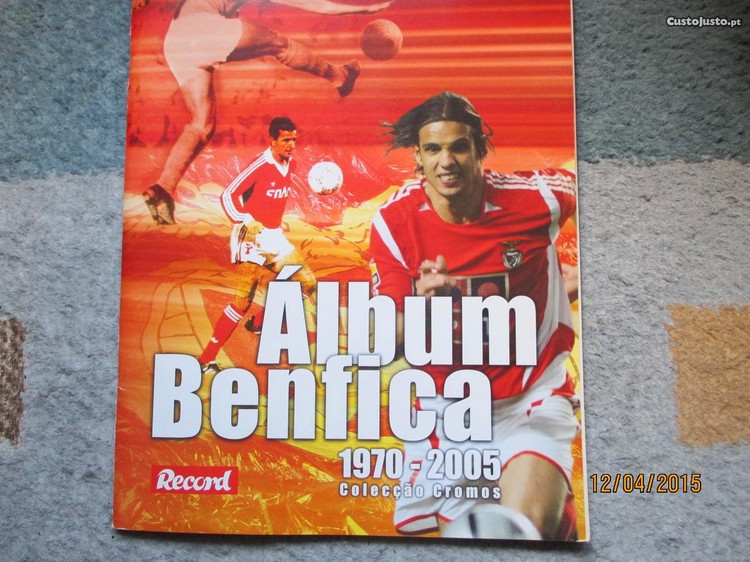 CustoJusto.pt
Álbum
Benfica
1970 - 2005
Colecção Cromos
Record
12/04/2015